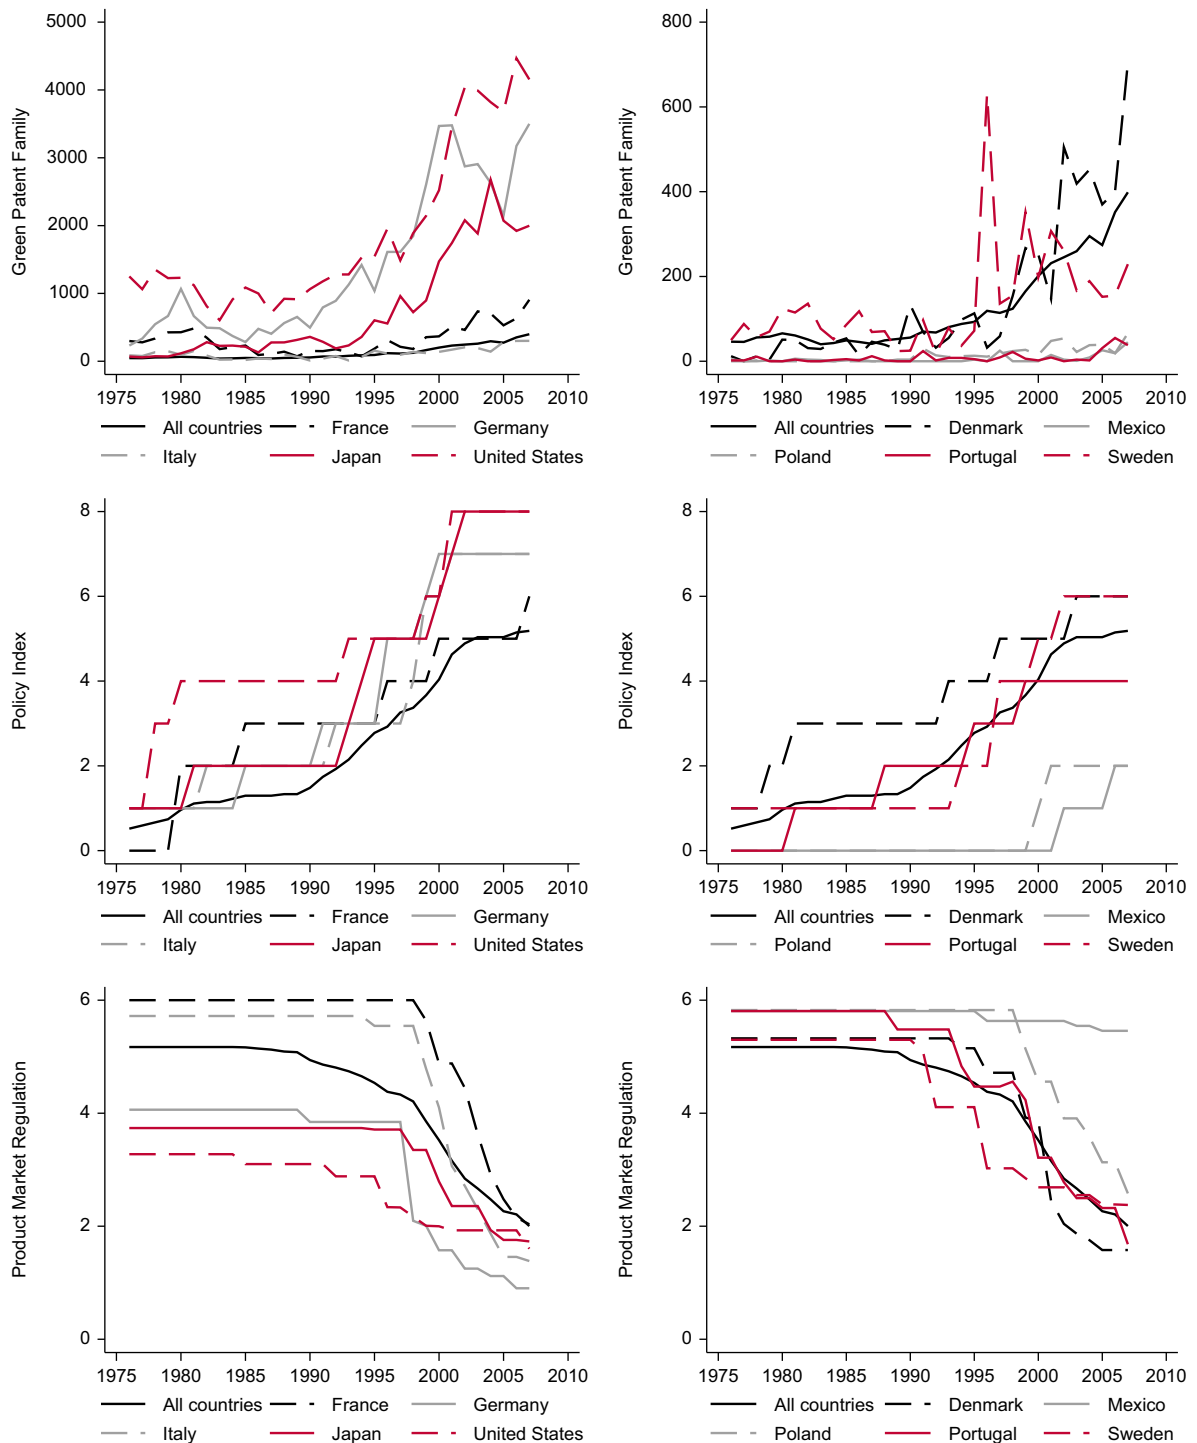 Green Patent Family
5000
4000
3000
2000
1000
0
1975 1980 1985 1990 1995 2000 2005 2010
All countries France Germany
Italy Japan United States
Green Patent Family
800
600
400
200
0
1975 1980 1985 1990 1995 2000 2005 2010
All countries Denmark Mexico
Poland Portugal Sweden
Policy Index
8
6
4
2
0
1975 1980 1985 1990 1995 2000 2005 2010
All countries France Germany
Italy Japan United States
Policy Index
8
6
4
2
0
1975 1980 1985 1990 1995 2000 2005 2010
All countries Denmark Mexico
Poland Portugal Sweden
Product Market Regulation
6
4
2
0
1975 1980 1985 1990 1995 2000 2005 2010
All countries France Germany
Italy Japan United States
Product Market Regulation
6
4
2
0
1975 1980 1985 1990 1995 2000 2005 2010
All countries Denmark Mexico
Poland Portugal Sweden